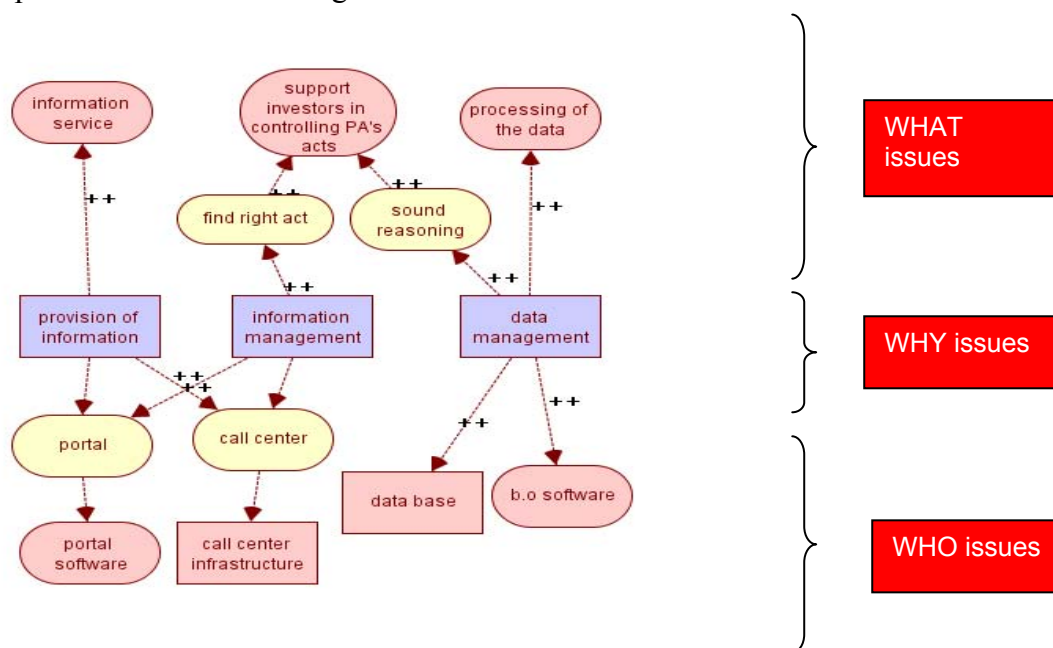 information
service
support
investors in
controlling PA's
acts
processing of
the data
WHAT
issues
++
++
++
++
find right act
sound
reasoning
++
++
provision of
information
information
management
data
management
WHY issues
++
++
++
++
portal
call center
data base
b.o software
portal
software
call center
infrastructure
WHO issues